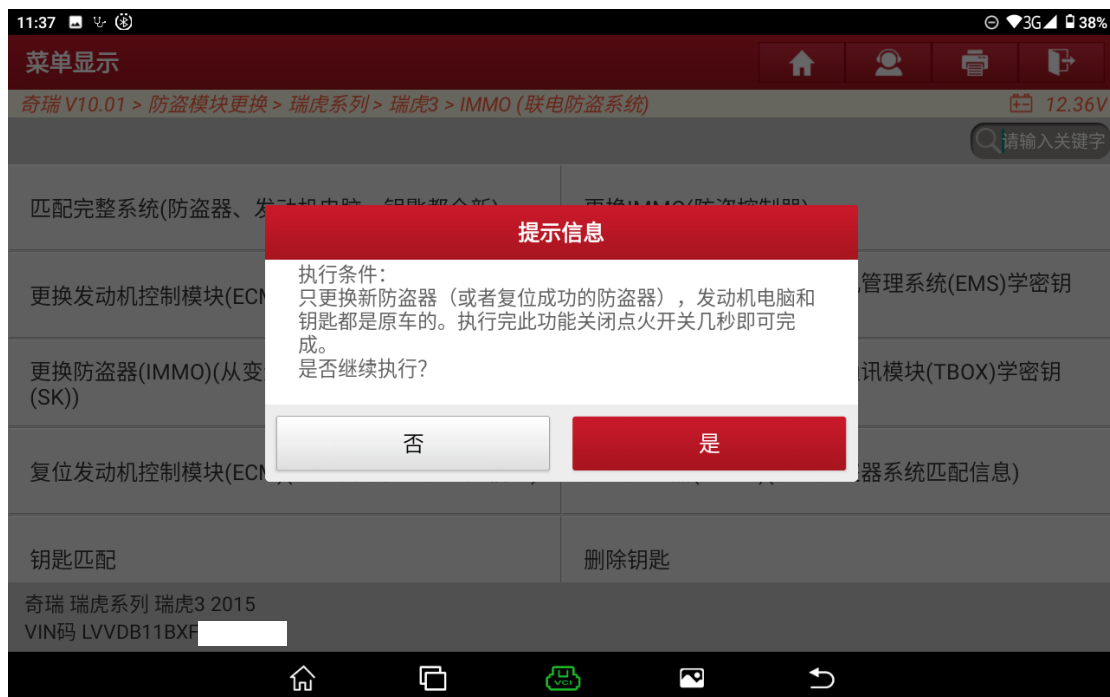 11:37
3G
38%
菜单显示
奇瑞 V10.01 > 防盗模块更换 > 瑞虎系列 > 瑞虎3 > IMMO (联电防盗系统)
12.36V
请输入关键字
匹配完整系统(防盗器、
提示信息
执行条件：
只更换新防盗器（或者复位成功的防盗器），发动机电脑和
钥匙都是原车的。执行完此功能关闭点火开关几秒即可完
成。
是否继续执行？
否
是
更换发动机控制模块(ECM
管理系统(EMS)学密钥
更换防盗器(IMMO)(从变
(SK))
讯模块(TBOX)学密钥
复位发动机控制模块(ECM
器系统匹配信息)
钥匙匹配
删除钥匙
奇瑞 瑞虎系列 瑞虎3 2015
VIN码 LVVDB11BXF
VCI